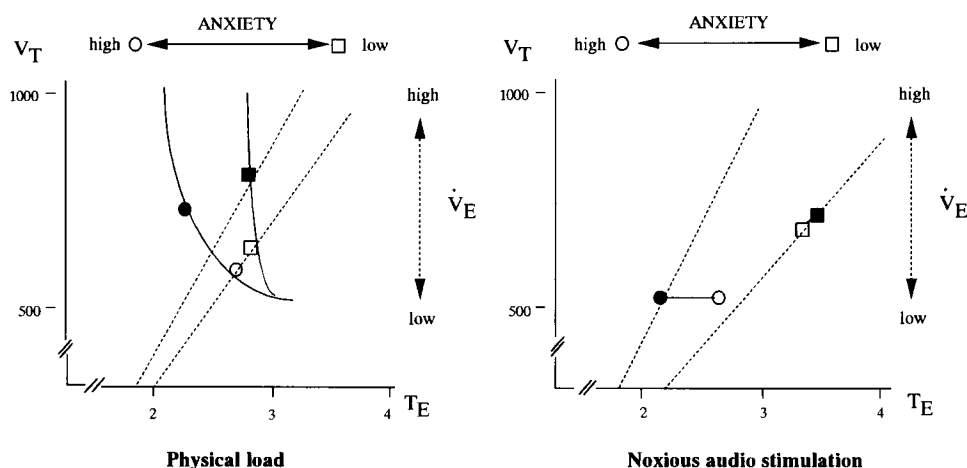 ANXIETY
high low
V_T
1000
500
high
V̇_E
low
2 3 4 T_E
Physical load
ANXIETY
high low
V_T
1000
500
high
V̇_E
low
2 3 4 T_E
Noxious audio stimulation